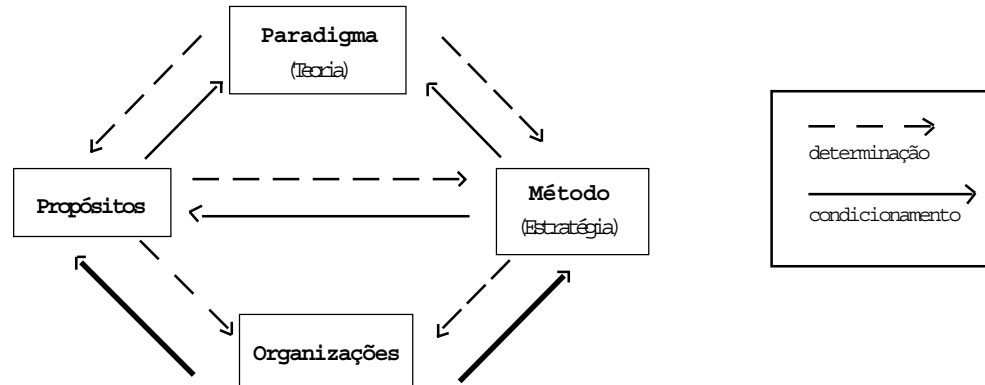 Paradigma
(Teoria)
determinação
Propósitos
Método
(Estratégia)
condicionamento
Organizações